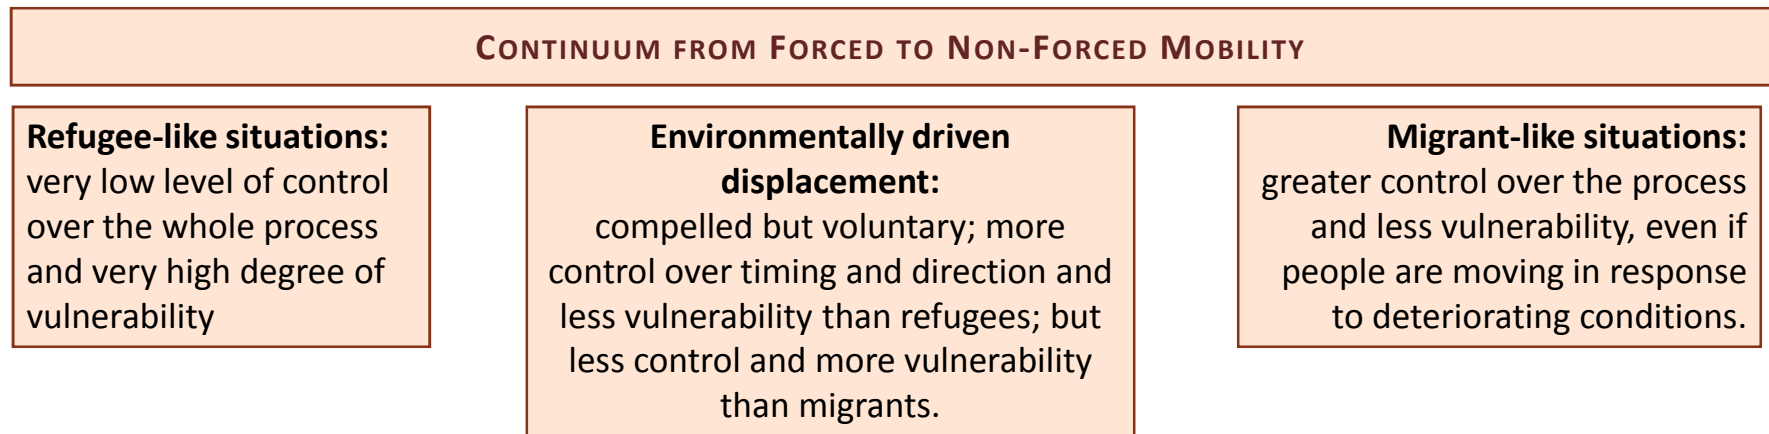 CONTINUUM FROM FORCED TO NON-FORCED MOBILITY
Refugee-like situations:
very low level of control
over the whole process
and very high degree of
vulnerability
Environmentally driven
displacement:
compelled but voluntary; more
control over timing and direction and
less vulnerability than refugees; but
less control and more vulnerability
than migrants.
Migrant-like situations:
greater control over the process
and less vulnerability, even if
people are moving in response
to deteriorating conditions.